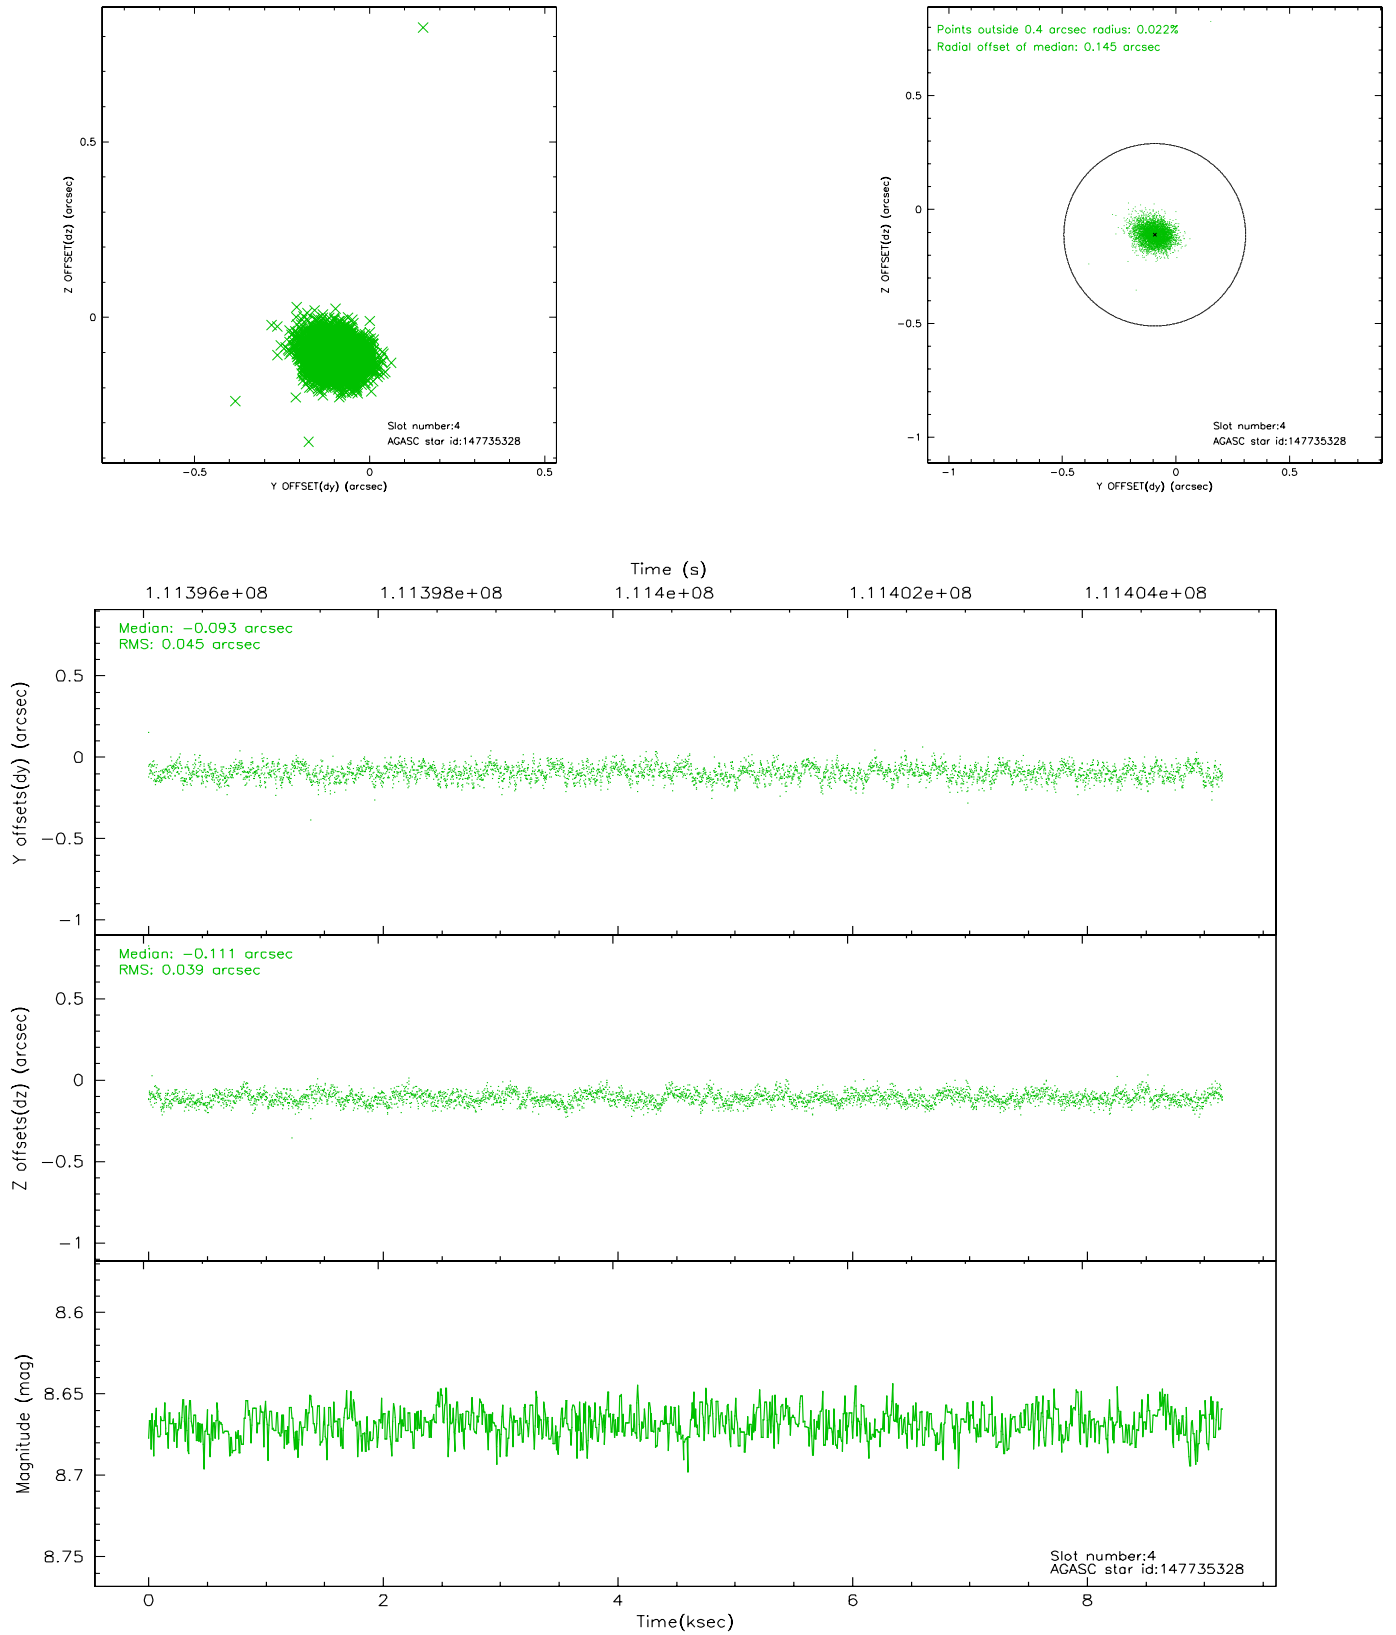 0.5
0
Z OFFSET(dz) (arcsec)
Slot number:4
AGASC star id:147735328
−0.5 0 0.5
Y OFFSET(dy) (arcsec)
Points outside 0.4 arcsec radius: 0.022%
Radial offset of median: 0.145 arcsec
0.5
0
−0.5
−1
Z OFFSET(dz) (arcsec)
Slot number:4
AGASC star id:147735328
−1 −0.5 0 0.5
Y OFFSET(dy) (arcsec)
Time (s)
1.11396e+08 1.11398e+08 1.114e+08 1.11402e+08 1.11404e+08
Median: −0.093 arcsec
RMS: 0.045 arcsec
0.5
0
−0.5
−1
Y offsets(dy) (arcsec)
Median: −0.111 arcsec
RMS: 0.039 arcsec
0.5
0
−0.5
−1
Z offsets(dz) (arcsec)
8.6
8.65
8.7
8.75
Magnitude (mag)
Slot number:4
AGASC star id:147735328
0 2 4 6 8
Time(ksec)